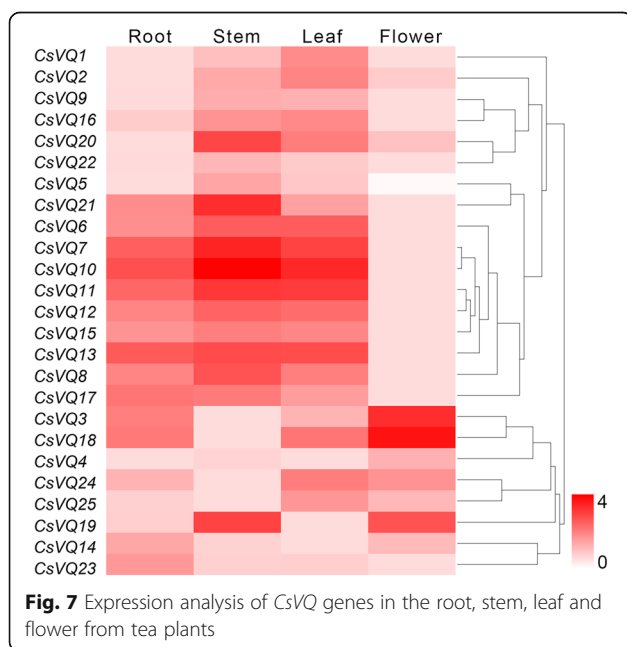 Root Stem Leaf Flower
CsVQ1
CsVQ2
CsVQ9
CsVQ16
CsVQ20
CsVQ22
CsVQ5
CsVQ21
CsVQ6
CsVQ7
CsVQ10
CsVQ11
CsVQ12
CsVQ15
CsVQ13
CsVQ8
CsVQ17
CsVQ3
CsVQ18
CsVQ4
CsVQ24
CsVQ25
CsVQ19
CsVQ14
CsVQ23
4
0
Fig. 7 Expression analysis of CsVQ genes in the root, stem, leaf and
flower from tea plants